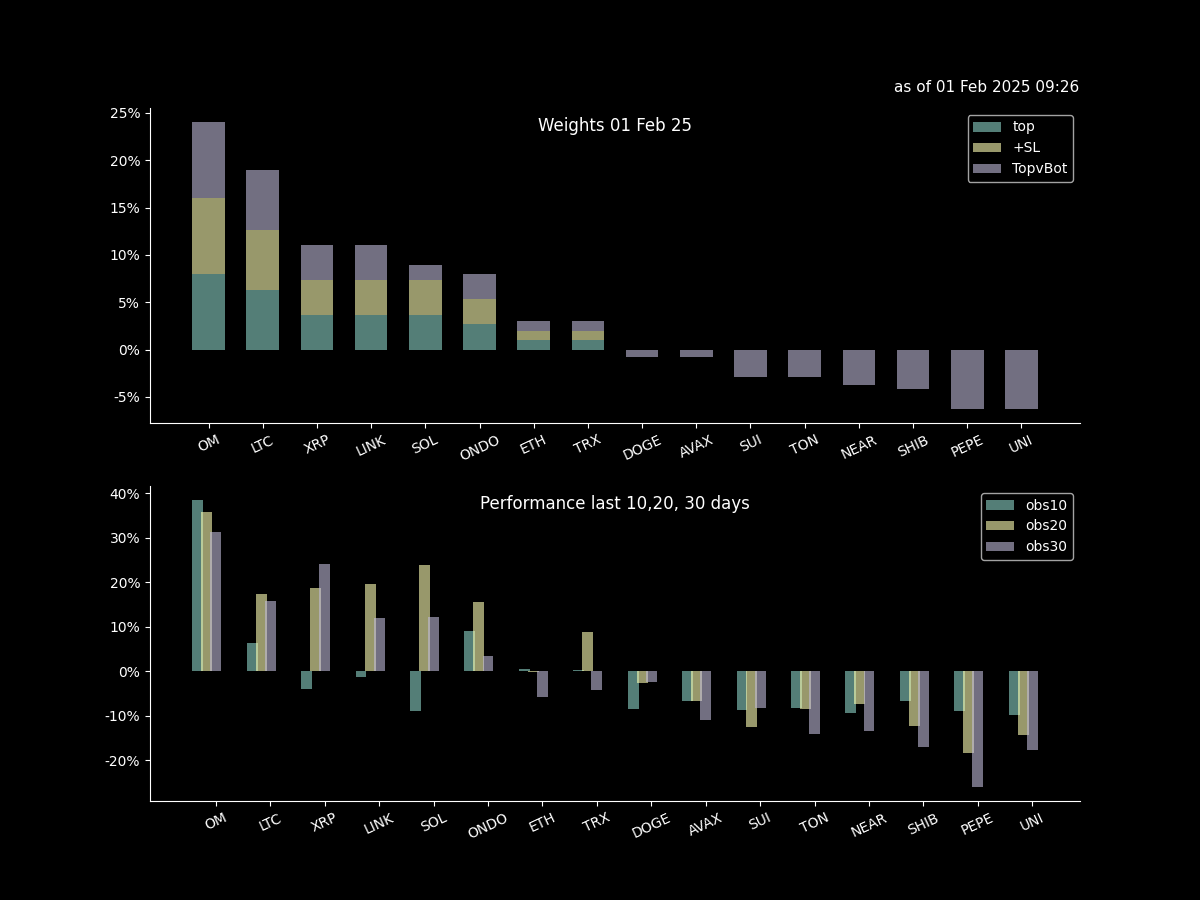 as of 01 Feb 2025 09:26
Weights 01 Feb 25
top
+SL
TopvBot
25%
20%
15%
10%
5%
0%
-5%
OM LTC XRP LINK SOL ONDO ETH TRX DOGE AVAX SUI TON NEAR SHIB PEPE UNI
Performance last 10,20, 30 days
obs10
obs20
obs30
40%
30%
20%
10%
0%
-10%
-20%
OM LTC XRP LINK SOL ONDO ETH TRX DOGE AVAX SUI TON NEAR SHIB PEPE UNI